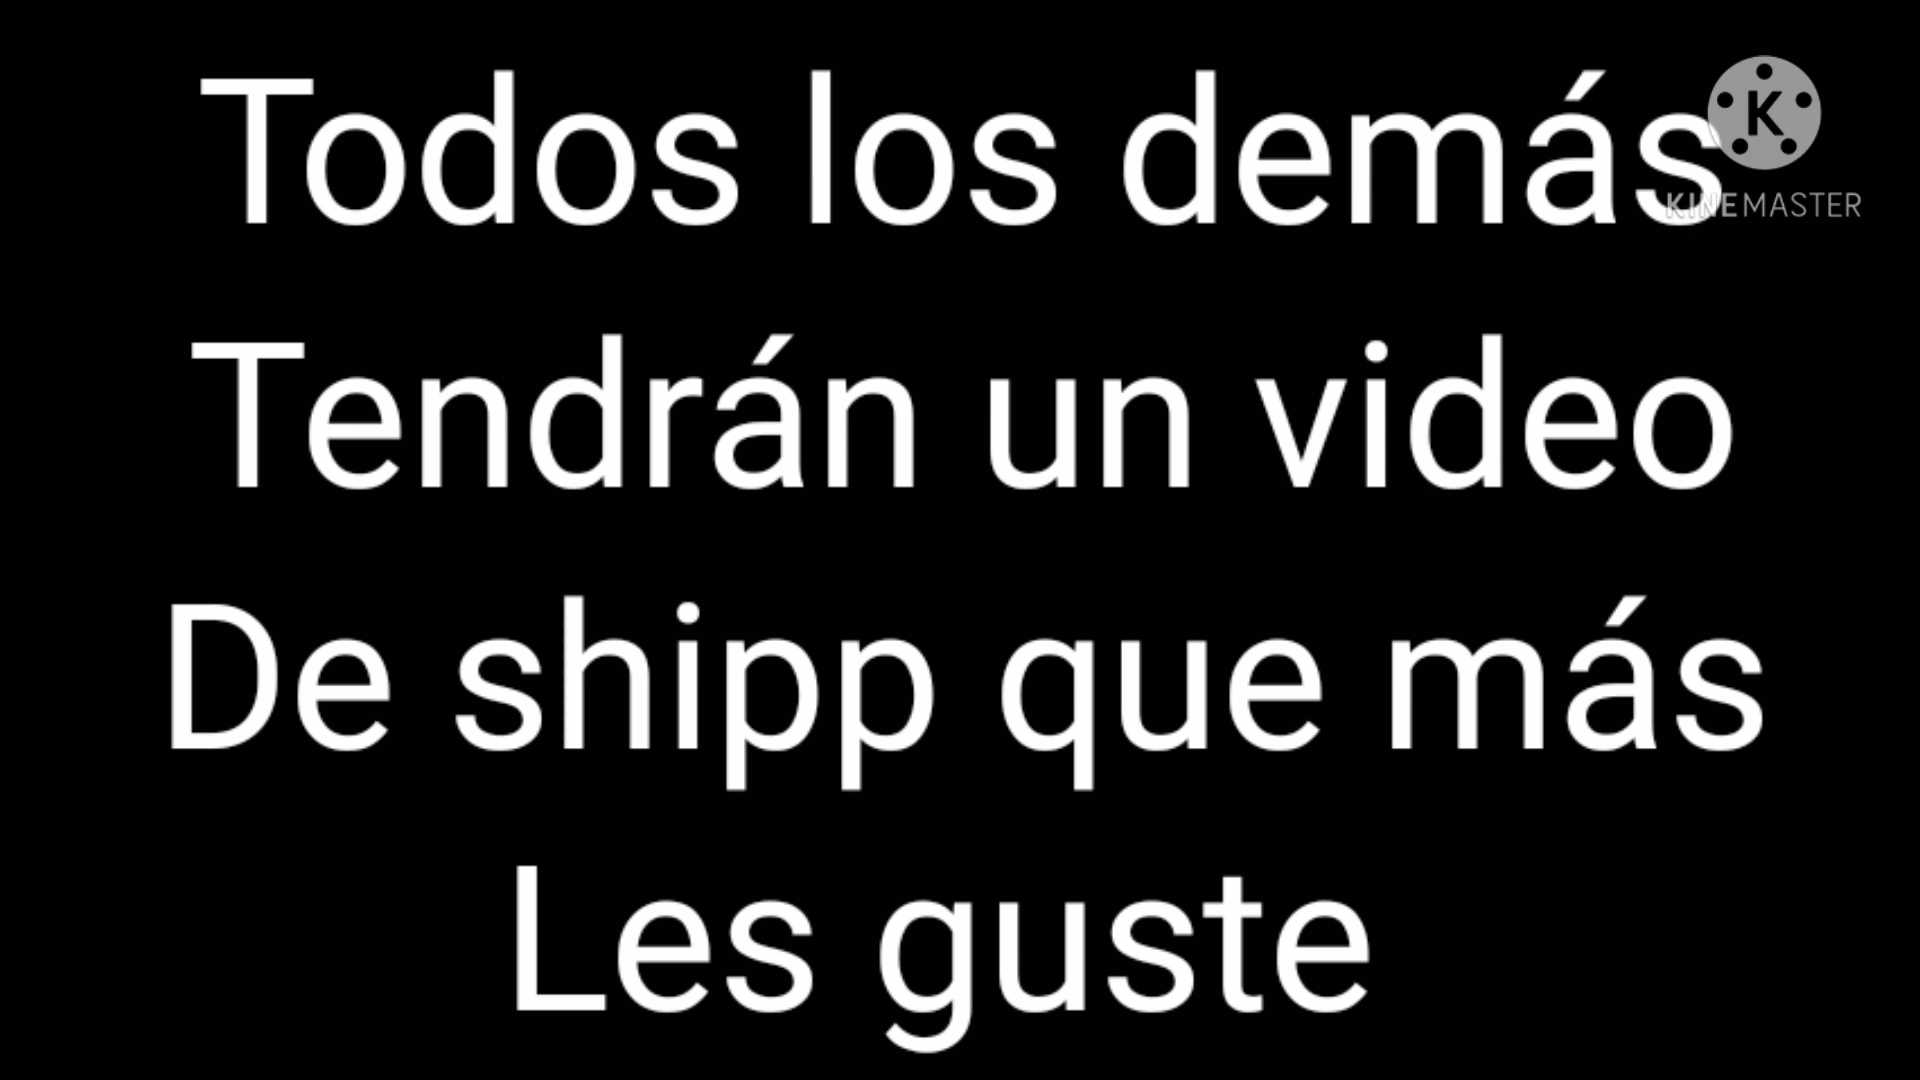 Todos los demás
K
KINEMASTER
Tendrán un video
De shipp que más
Les guste